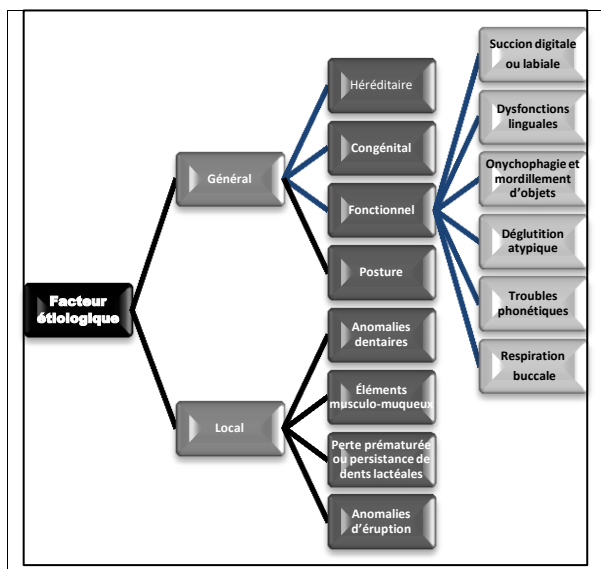 Facteur
étiologique
Général
Héréditaire
Congénital
Fonctionnel
Succion digitale
ou labiale
Dysfonctions
linguales
Onychophagie et
mordillement
d'objets
Déglutition
atypique
Troubles
phonétiques
Respiration
buccale
Posture
Local
Anomalies
dentaires
Éléments
musculo-muqueux
Perte prématurée
ou persistance de
dents lactéales
Anomalies
d'éruption